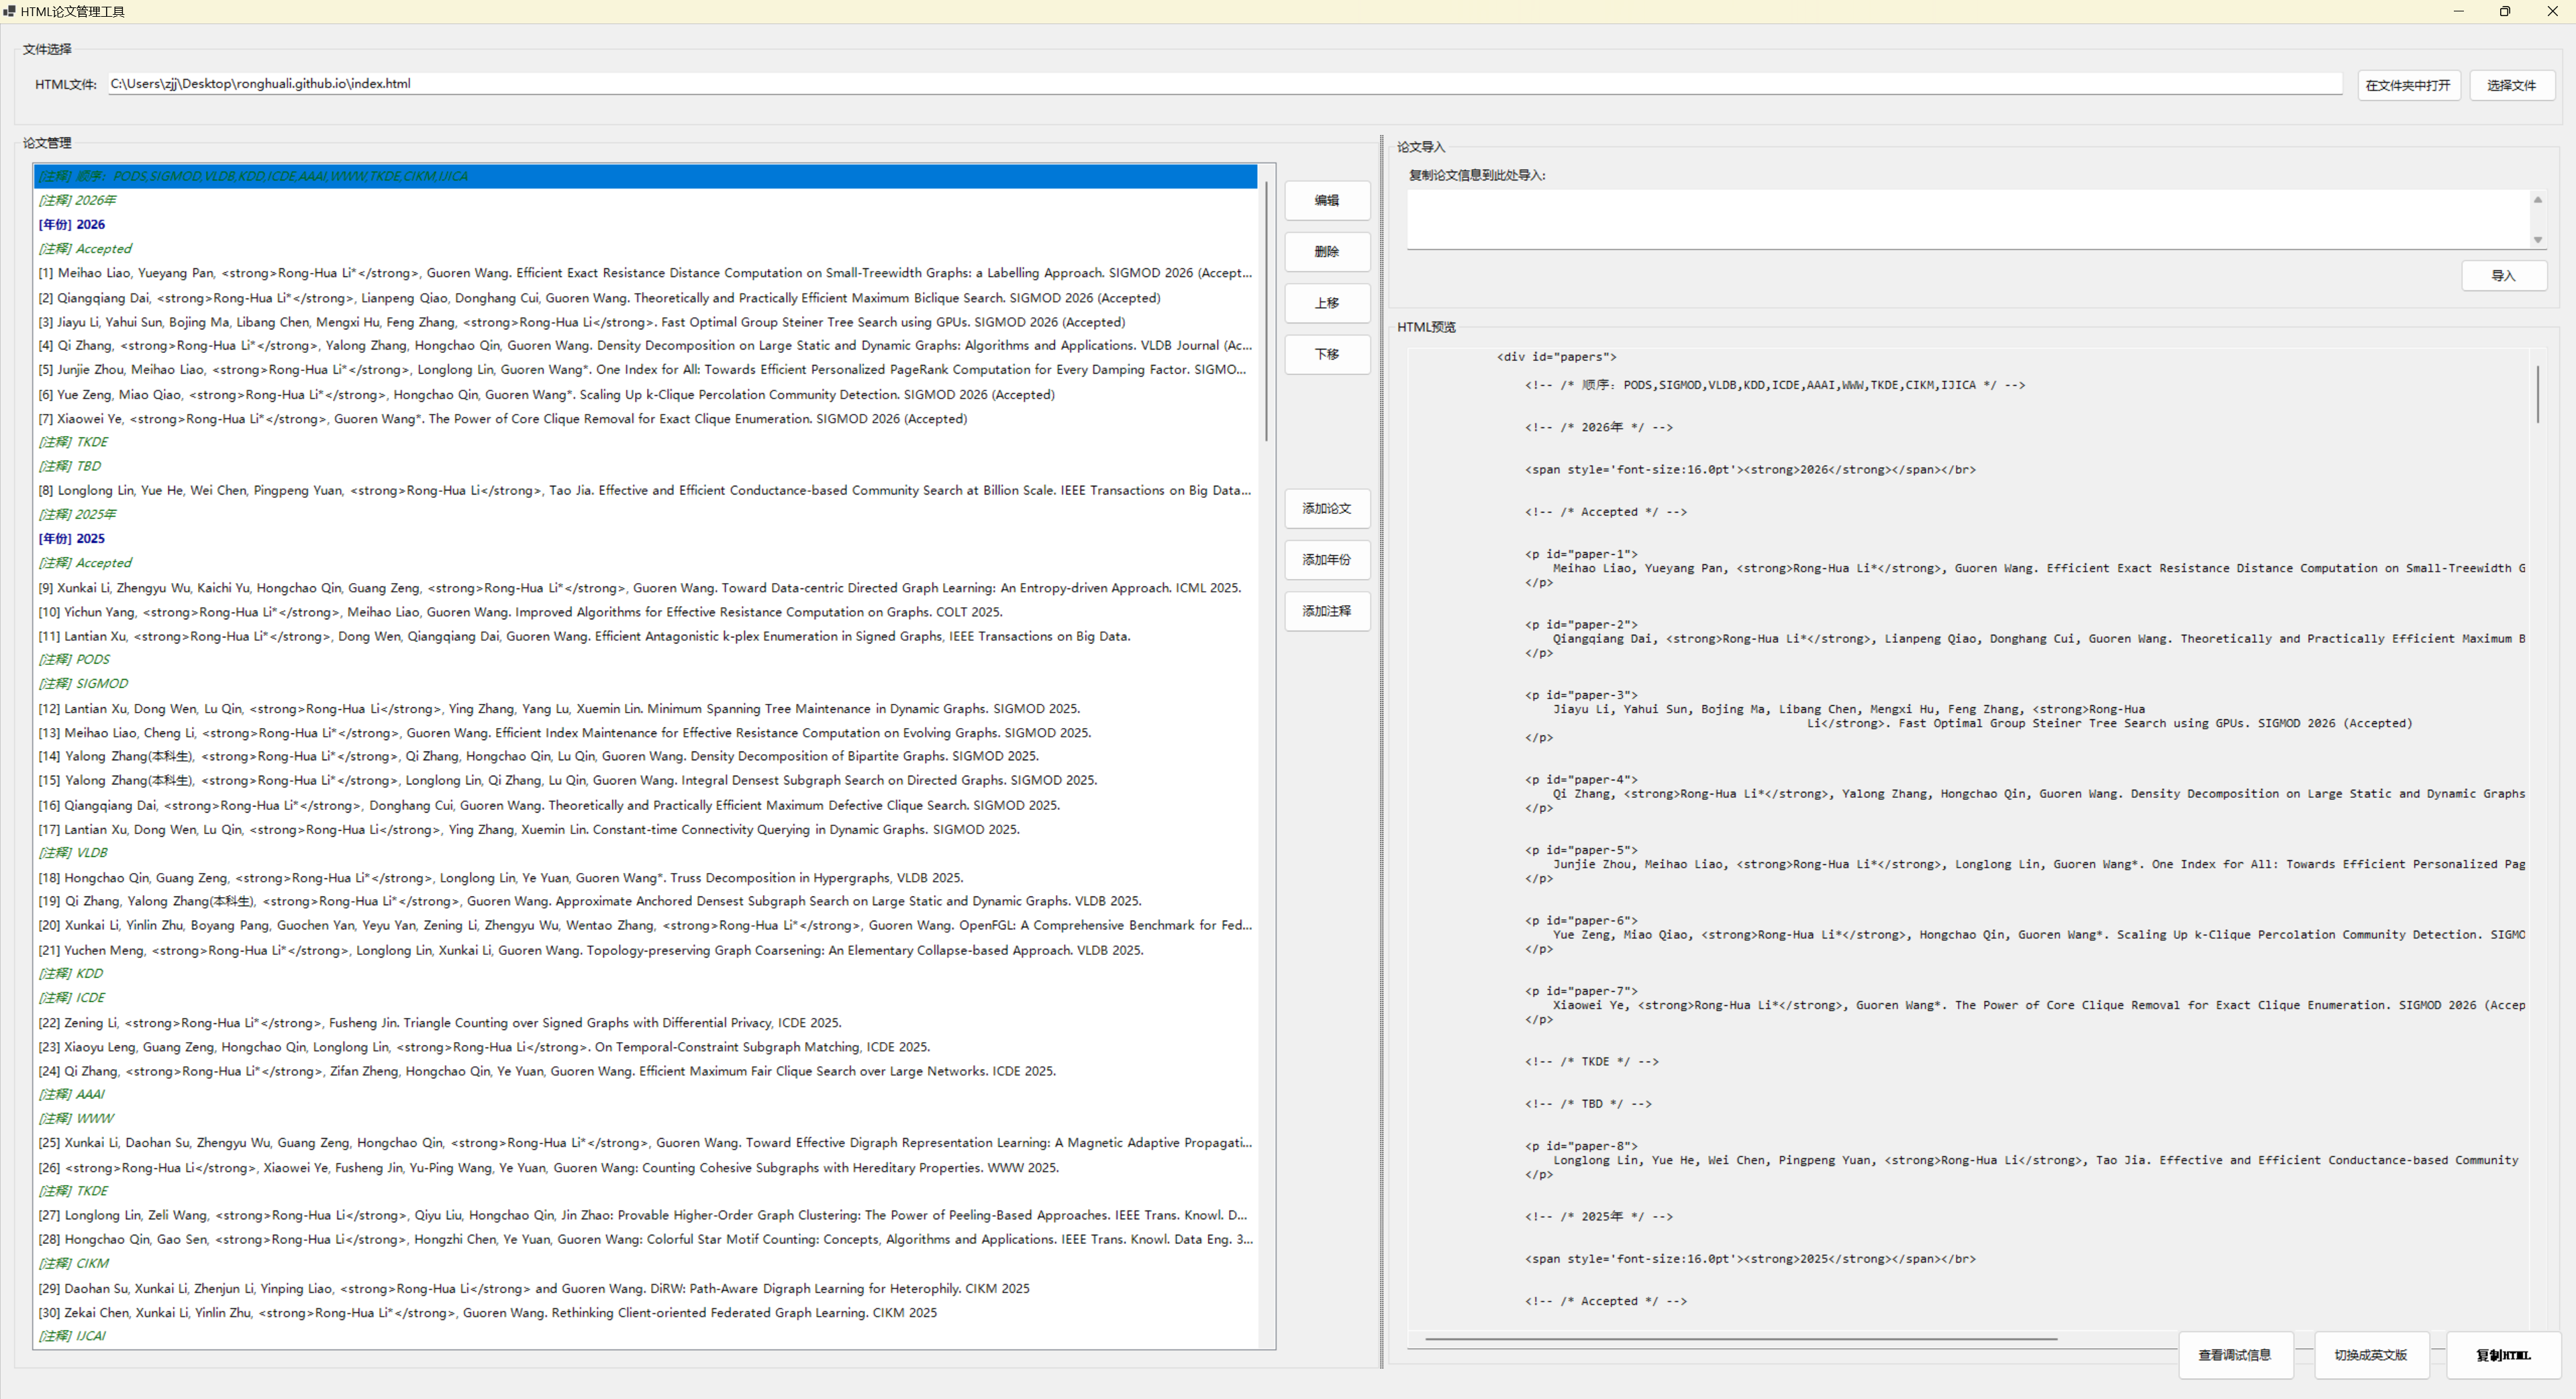 HTML论文管理工具
文件选择
HTML文件: C:\Users\zjj\Desktop\ronghuali.github.io\index.html 在文件夹中打开 选择文件
论文管理
[注释] 顺序：PODS,SIGMOD,VLDB,KDD,ICDE,AAAI,WWW,TKDE,CIKM,IJICA
[注释] 2026年
[年份] 2026
[注释] Accepted
[1] Meihao Liao, Yueyang Pan, <strong>Rong-Hua Li*</strong>, Guoren Wang. Efficient Exact Resistance Distance Computation on Small-Treewidth Graphs: a Labelling Approach. SIGMOD 2026 (Accept...
[2] Qiangqiang Dai, <strong>Rong-Hua Li*</strong>, Lianpeng Qiao, Donghang Cui, Guoren Wang. Theoretically and Practically Efficient Maximum Biclique Search. SIGMOD 2026 (Accepted)
[3] Jiayu Li, Yahui Sun, Bojing Ma, Libang Chen, Mengxi Hu, Feng Zhang, <strong>Rong-Hua Li</strong>. Fast Optimal Group Steiner Tree Search using GPUs. SIGMOD 2026 (Accepted)
[4] Qi Zhang, <strong>Rong-Hua Li*</strong>, Yalong Zhang, Hongchao Qin, Guoren Wang. Density Decomposition on Large Static and Dynamic Graphs: Algorithms and Applications. VLDB Journal (Ac...
[5] Junjie Zhou, Meihao Liao, <strong>Rong-Hua Li*</strong>, Longlong Lin, Guoren Wang*. One Index for All: Towards Efficient Personalized PageRank Computation for Every Damping Factor. SIGMO...
[6] Yue Zeng, Miao Qiao, <strong>Rong-Hua Li*</strong>, Hongchao Qin, Guoren Wang*. Scaling Up k-Clique Percolation Community Detection. SIGMOD 2026 (Accepted)
[7] Xiaowei Ye, <strong>Rong-Hua Li*</strong>, Guoren Wang*. The Power of Core Clique Removal for Exact Clique Enumeration. SIGMOD 2026 (Accepted)
[注释] TKDE
[注释] TBD
[8] Longlong Lin, Yue He, Wei Chen, Pingpeng Yuan, <strong>Rong-Hua Li</strong>, Tao Jia. Effective and Efficient Conductance-based Community Search at Billion Scale. IEEE Transactions on Big Data...
[注释] 2025年
[年份] 2025
[注释] Accepted
[9] Xunkai Li, Zhengyu Wu, Kaichi Yu, Hongchao Qin, Guang Zeng, <strong>Rong-Hua Li*</strong>, Guoren Wang. Toward Data-centric Directed Graph Learning: An Entropy-driven Approach. ICML 2025.
[10] Yichun Yang, <strong>Rong-Hua Li*</strong>, Meihao Liao, Guoren Wang. Improved Algorithms for Effective Resistance Computation on Graphs. COLT 2025.
[11] Lantian Xu, <strong>Rong-Hua Li*</strong>, Dong Wen, Qiangqiang Dai, Guoren Wang. Efficient Antagonistic k-plex Enumeration in Signed Graphs, IEEE Transactions on Big Data.
[注释] PODS
[注释] SIGMOD
[12] Lantian Xu, Dong Wen, Lu Qin, <strong>Rong-Hua Li</strong>, Ying Zhang, Yang Lu, Xuemin Lin. Minimum Spanning Tree Maintenance in Dynamic Graphs. SIGMOD 2025.
[13] Meihao Liao, Cheng Li, <strong>Rong-Hua Li*</strong>, Guoren Wang. Efficient Index Maintenance for Effective Resistance Computation on Evolving Graphs. SIGMOD 2025.
[14] Yalong Zhang(本科生), <strong>Rong-Hua Li*</strong>, Qi Zhang, Hongchao Qin, Lu Qin, Guoren Wang. Density Decomposition of Bipartite Graphs. SIGMOD 2025.
[15] Yalong Zhang(本科生), <strong>Rong-Hua Li*</strong>, Longlong Lin, Qi Zhang, Lu Qin, Guoren Wang. Integral Densest Subgraph Search on Directed Graphs. SIGMOD 2025.
[16] Qiangqiang Dai, <strong>Rong-Hua Li*</strong>, Donghang Cui, Guoren Wang. Theoretically and Practically Efficient Maximum Defective Clique Search. SIGMOD 2025.
[17] Lantian Xu, Dong Wen, Lu Qin, <strong>Rong-Hua Li</strong>, Ying Zhang, Xuemin Lin. Constant-time Connectivity Querying in Dynamic Graphs. SIGMOD 2025.
[注释] VLDB
[18] Hongchao Qin, Guang Zeng, <strong>Rong-Hua Li*</strong>, Longlong Lin, Ye Yuan, Guoren Wang*. Truss Decomposition in Hypergraphs, VLDB 2025.
[19] Qi Zhang, Yalong Zhang(本科生), <strong>Rong-Hua Li*</strong>, Guoren Wang. Approximate Anchored Densest Subgraph Search on Large Static and Dynamic Graphs. VLDB 2025.
[20] Xunkai Li, Yinlin Zhu, Boyang Pang, Guochen Yan, Yeyu Yan, Zening Li, Zhengyu Wu, Wentao Zhang, <strong>Rong-Hua Li*</strong>, Guoren Wang. OpenFGL: A Comprehensive Benchmark for Fed...
[21] Yuchen Meng, <strong>Rong-Hua Li*</strong>, Longlong Lin, Xunkai Li, Guoren Wang. Topology-preserving Graph Coarsening: An Elementary Collapse-based Approach. VLDB 2025.
[注释] KDD
[注释] ICDE
[22] Zening Li, <strong>Rong-Hua Li*</strong>, Fusheng Jin. Triangle Counting over Signed Graphs with Differential Privacy, ICDE 2025.
[23] Xiaoyu Leng, Guang Zeng, Hongchao Qin, Longlong Lin, <strong>Rong-Hua Li</strong>. On Temporal-Constraint Subgraph Matching, ICDE 2025.
[24] Qi Zhang, <strong>Rong-Hua Li*</strong>, Zifan Zheng, Hongchao Qin, Ye Yuan, Guoren Wang. Efficient Maximum Fair Clique Search over Large Networks. ICDE 2025.
[注释] AAAI
[注释] WWW
[25] Xunkai Li, Daohan Su, Zhengyu Wu, Guang Zeng, Hongchao Qin, <strong>Rong-Hua Li*</strong>, Guoren Wang. Toward Effective Digraph Representation Learning: A Magnetic Adaptive Propagati...
[26] <strong>Rong-Hua Li</strong>, Xiaowei Ye, Fusheng Jin, Yu-Ping Wang, Ye Yuan, Guoren Wang: Counting Cohesive Subgraphs with Hereditary Properties. WWW 2025.
[注释] TKDE
[27] Longlong Lin, Zeli Wang, <strong>Rong-Hua Li</strong>, Qiyu Liu, Hongchao Qin, Jin Zhao: Provable Higher-Order Graph Clustering: The Power of Peeling-Based Approaches. IEEE Trans. Knowl. D...
[28] Hongchao Qin, Gao Sen, <strong>Rong-Hua Li</strong>, Hongzhi Chen, Ye Yuan, Guoren Wang: Colorful Star Motif Counting: Concepts, Algorithms and Applications. IEEE Trans. Knowl. Data Eng. 3...
[注释] CIKM
[29] Daohan Su, Xunkai Li, Zhenjun Li, Yinping Liao, <strong>Rong-Hua Li</strong> and Guoren Wang. DiRW: Path-Aware Digraph Learning for Heterophily. CIKM 2025
[30] Zekai Chen, Xunkai Li, Yinlin Zhu, <strong>Rong-Hua Li*</strong>, Guoren Wang. Rethinking Client-oriented Federated Graph Learning. CIKM 2025
[注释] IJCAI
编辑
删除
上移
下移
添加论文
添加年份
添加注释
论文导入
复制论文信息到此处导入:
导入
HTML预览
<div id="papers">
<!-- /* 顺序：PODS,SIGMOD,VLDB,KDD,ICDE,AAAI,WWW,TKDE,CIKM,IJICA */ -->
<!-- /* 2026年 */ -->
<span style='font-size:16.0pt'><strong>2026</strong></span></br>
<!-- /* Accepted */ -->
<p id="paper-1">
Meihao Liao, Yueyang Pan, <strong>Rong-Hua Li*</strong>, Guoren Wang. Efficient Exact Resistance Distance Computation on Small-Treewidth G
</p>
<p id="paper-2">
Qiangqiang Dai, <strong>Rong-Hua Li*</strong>, Lianpeng Qiao, Donghang Cui, Guoren Wang. Theoretically and Practically Efficient Maximum B
</p>
<p id="paper-3">
Jiayu Li, Yahui Sun, Bojing Ma, Libang Chen, Mengxi Hu, Feng Zhang, <strong>Rong-Hua
Li</strong>. Fast Optimal Group Steiner Tree Search using GPUs. SIGMOD 2026 (Accepted)
</p>
<p id="paper-4">
Qi Zhang, <strong>Rong-Hua Li*</strong>, Yalong Zhang, Hongchao Qin, Guoren Wang. Density Decomposition on Large Static and Dynamic Graphs
</p>
<p id="paper-5">
Junjie Zhou, Meihao Liao, <strong>Rong-Hua Li*</strong>, Longlong Lin, Guoren Wang*. One Index for All: Towards Efficient Personalized Pag
</p>
<p id="paper-6">
Yue Zeng, Miao Qiao, <strong>Rong-Hua Li*</strong>, Hongchao Qin, Guoren Wang*. Scaling Up k-Clique Percolation Community Detection. SIGMO
</p>
<p id="paper-7">
Xiaowei Ye, <strong>Rong-Hua Li*</strong>, Guoren Wang*. The Power of Core Clique Removal for Exact Clique Enumeration. SIGMOD 2026 (Accep
</p>
<!-- /* TKDE */ -->
<!-- /* TBD */ -->
<p id="paper-8">
Longlong Lin, Yue He, Wei Chen, Pingpeng Yuan, <strong>Rong-Hua Li</strong>, Tao Jia. Effective and Efficient Conductance-based Community
</p>
<!-- /* 2025年 */ -->
<span style='font-size:16.0pt'><strong>2025</strong></span></br>
<!-- /* Accepted */ -->
查看调试信息 切换成英文版 复制HTML